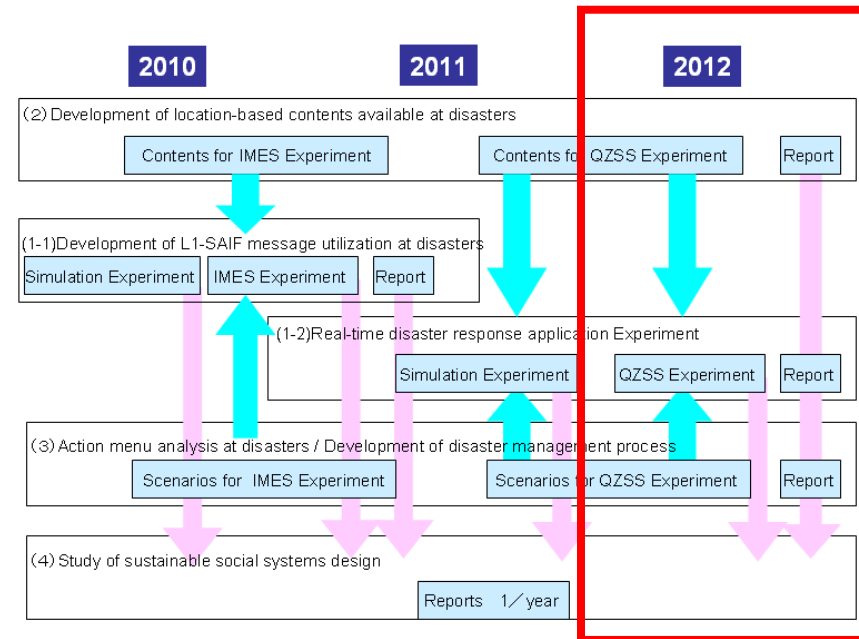 2010
2011
2012
(2) Development of location-based contents available at disasters
Contents for IMES Experiment
Contents for QZSS Experiment
Report
(1-1)Development of L1-SAIF message utilization at disasters
Simulation Experiment
IMES Experiment
Report
(1-2)Real-time disaster response application Experiment
Simulation Experiment
QZSS Experiment
Report
(3) Action menu analysis at disasters / Development of disaster management process
Scenarios for IMES Experiment
Scenarios for QZSS Experiment
Report
(4) Study of sustainable social systems design
Reports 1/year